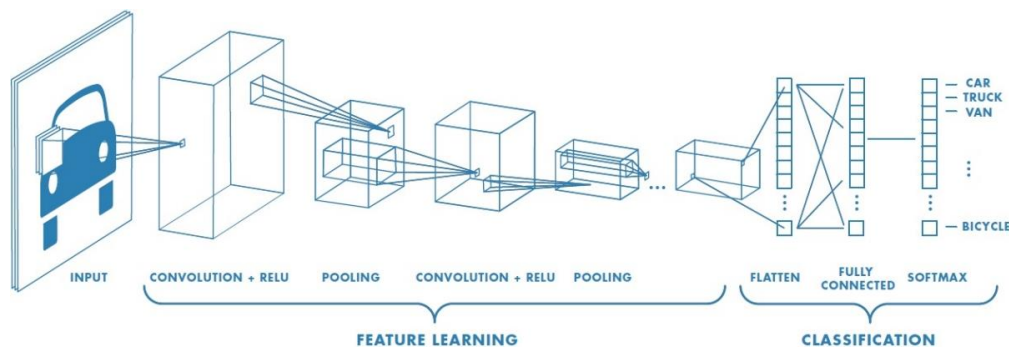 CAR
TRUCK
VAN
BICYCLE
INPUT
CONVOLUTION + RELU
POOLING
CONVOLUTION + RELU
POOLING
FLATTEN
FULLY
CONNECTED
SOFTMAX
FEATURE LEARNING
CLASSIFICATION